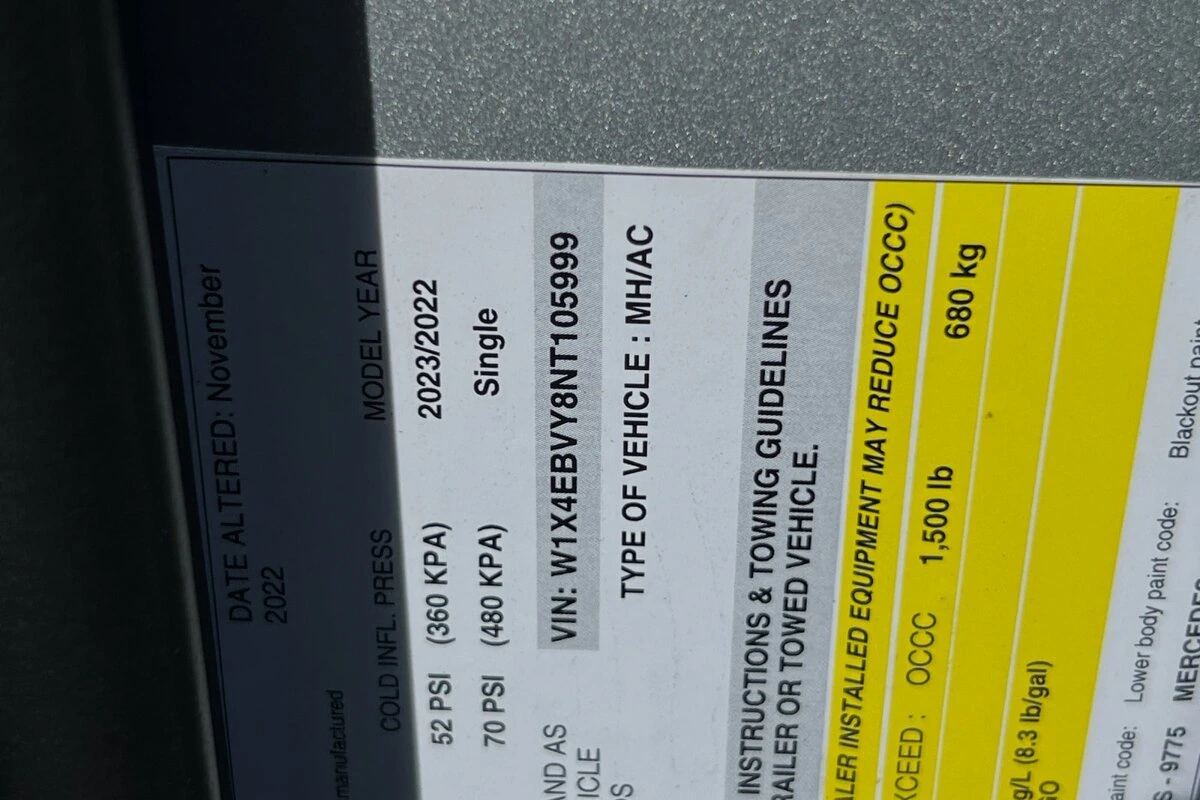 DATE ALTERED: November
2022
manufactured
COLD INFL. PRESS MODEL YEAR
52 PSI (360 KPA) 2023/2022
70 PSI (480 KPA) Single
VIN: W1X4EBVY8NT105999
AND AS
TYPE OF VEHICLE : MH/AC
INSTRUCTIONS & TOWING GUIDELINES
RAILER OR TOWED VEHICLE.
ALER INSTALLED EQUIPMENT MAY REDUCE OCCC)
XCEED : OCCC 1,500 lb 680 kg
g/L (8.3 lb/gal)
aint code: Lower body paint code: Blackout paint
S - 9775